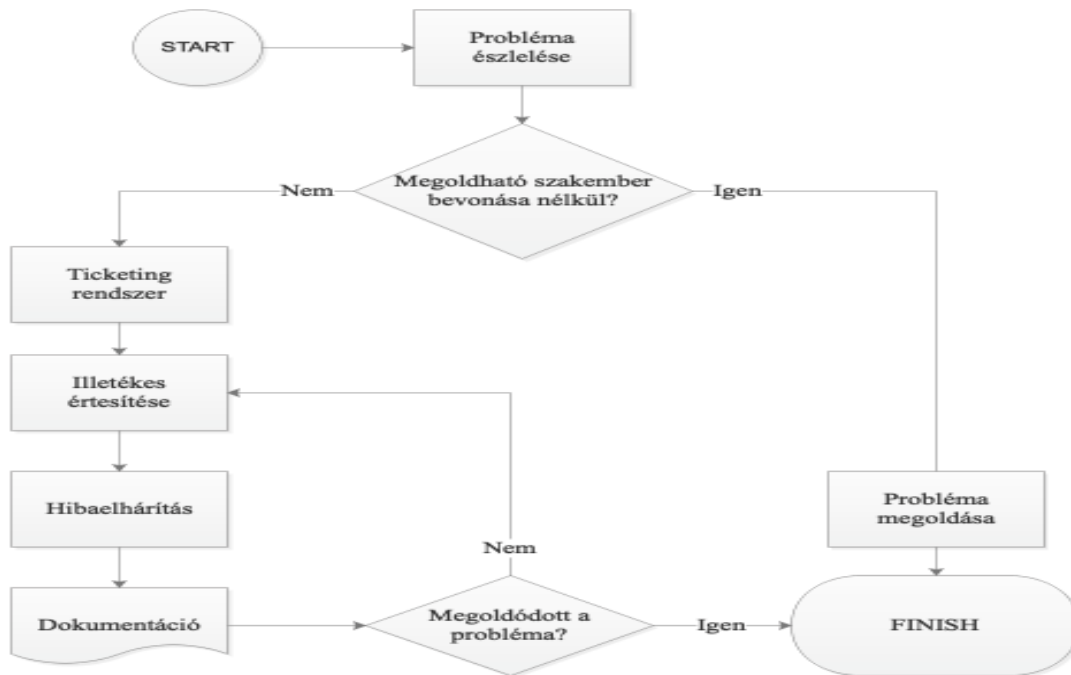 START
Probléma
észlelése
Megoldható szakember
bevonása nélkül?
Nem
Igen
Ticketing
rendszer
Illetékes
értesítése
Hibaelhárítás
Probléma
megoldása
Nem
Dokumentáció
Megoldódott a
probléma?
Igen
FINISH